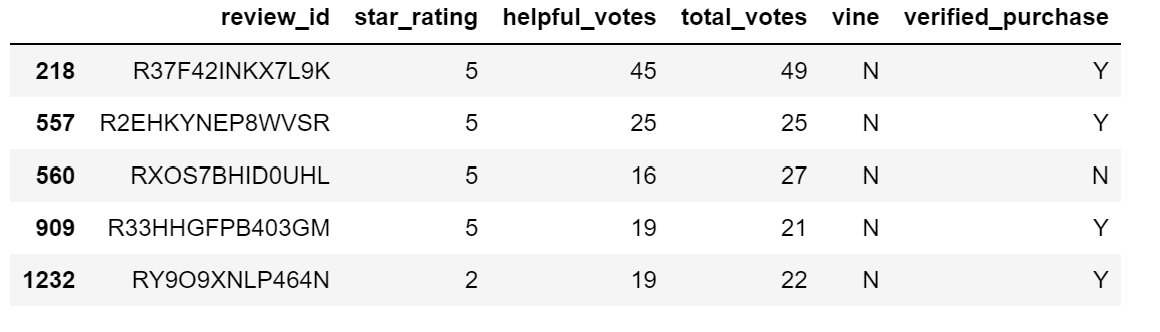 review_id star_rating helpful_votes total_votes vine verified_purchase
218 R37F42INKX7L9K 5 45 49 N Y
557 R2EHKYNEP8WVSR 5 25 25 N Y
560 RXOS7BHID0UHL 5 16 27 N N
909 R33HHGFPB403GM 5 19 21 N Y
1232 RY9O9XNLP464N 2 19 22 N Y